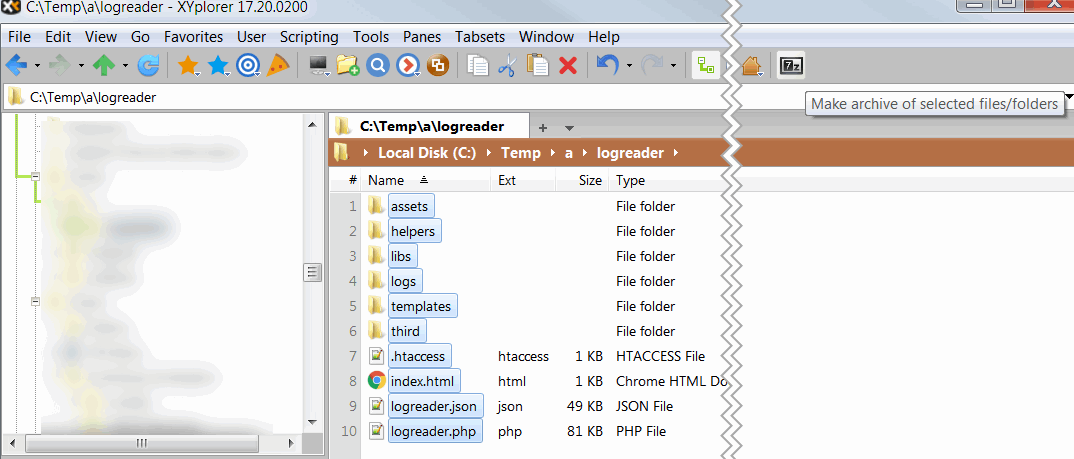 C:\Temp\a\logreader - XYplorer 17.20.0200
File Edit View Go Favorites User Scripting Tools Panes Tabsets Window Help
7z
C:\Temp\a\logreader
Make archive of selected files/folders
C:\Temp\a\logreader
Local Disk (C:) Temp a logreader
# Name Ext Size Type
1 assets File folder
2 helpers File folder
3 libs File folder
4 logs File folder
5 templates File folder
6 third File folder
7 .htaccess htaccess 1 KB HTACCESS File
8 index.html html 1 KB Chrome HTML Do
9 logreader.json json 49 KB JSON File
10 logreader.php php 81 KB PHP File